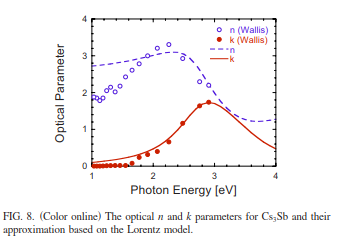 4
3
2
1
0
1
2
3
4
Optical Parameter
Photon Energy [eV]
n (Wallis)
k (Wallis)
n
k
FIG. 8. (Color online) The optical n and k parameters for Cs₃Sb and their
approximation based on the Lorentz model.